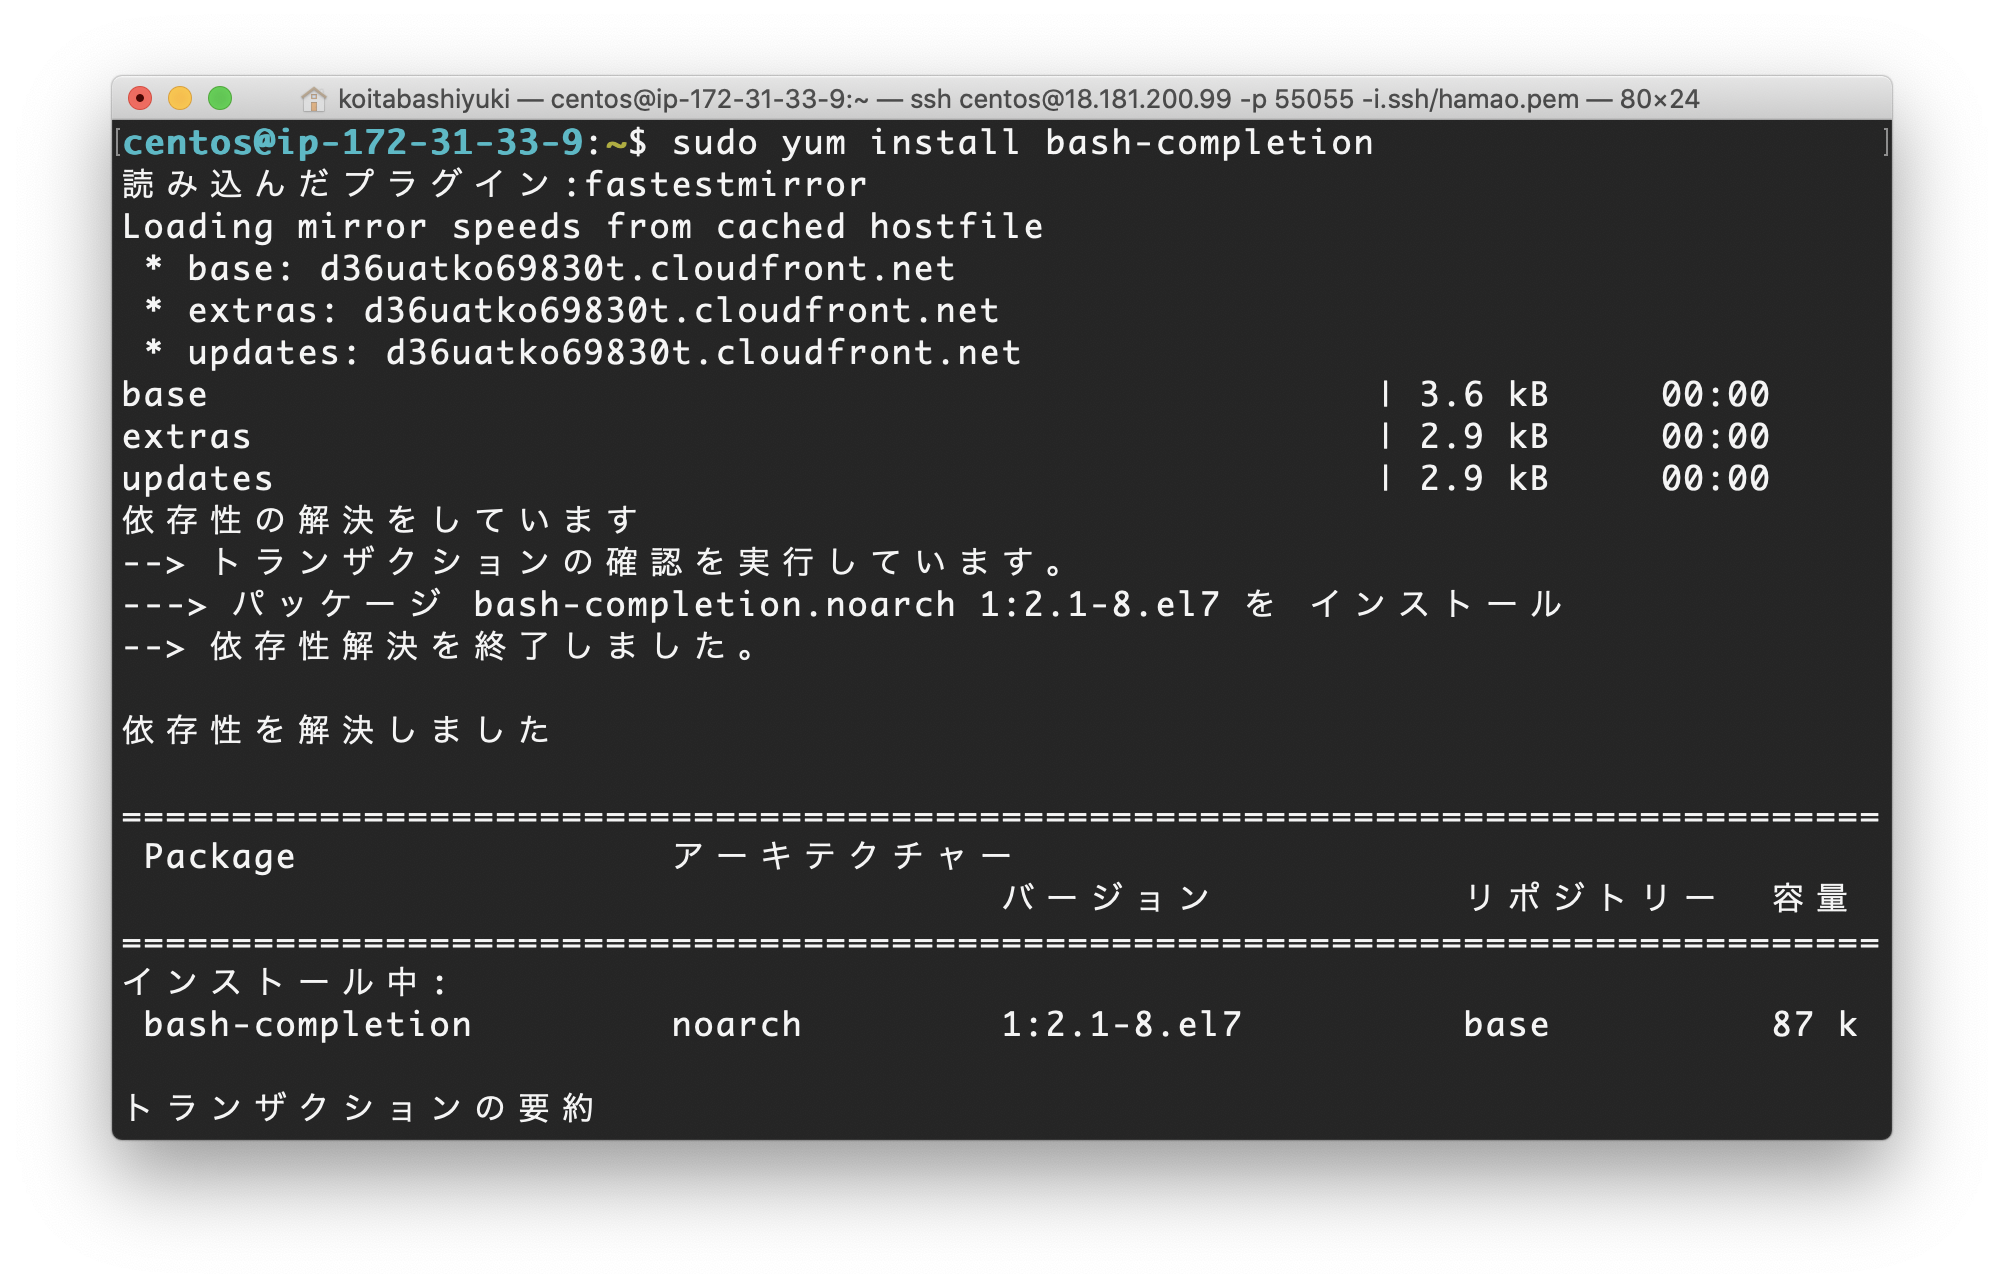 koitabashiyuki — centos@ip-172-31-33-9:~ — ssh centos@18.181.200.99 -p 55055 -i.ssh/hamao.pem — 80×24
[centos@ip-172-31-33-9:~$ sudo yum install bash-completion ]
読み込んだプラグイン:fastestmirror
Loading mirror speeds from cached hostfile
 * base: d36uatko69830t.cloudfront.net
 * extras: d36uatko69830t.cloudfront.net
 * updates: d36uatko69830t.cloudfront.net
base | 3.6 kB 00:00
extras | 2.9 kB 00:00
updates | 2.9 kB 00:00
依存性の解決をしています
--> トランザクションの確認を実行しています。
---> パッケージ bash-completion.noarch 1:2.1-8.el7 を インストール
--> 依存性解決を終了しました。
依存性を解決しました
================================================================================
 Package アーキテクチャー
バージョン リポジトリー 容量
================================================================================
インストール中:
 bash-completion noarch 1:2.1-8.el7 base 87 k
トランザクションの要約